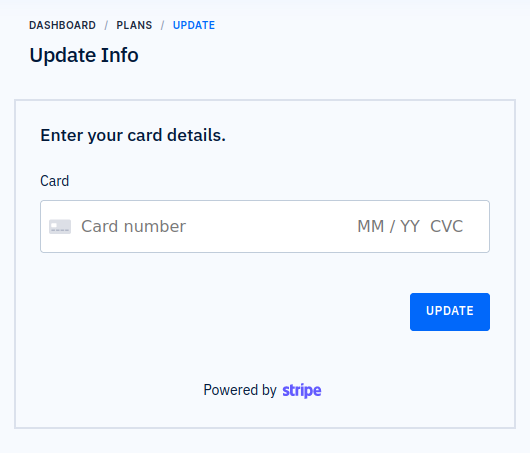 DASHBOARD / PLANS / UPDATE
Update Info
Enter your card details.
Card
Card number MM / YY CVC
UPDATE
Powered by stripe